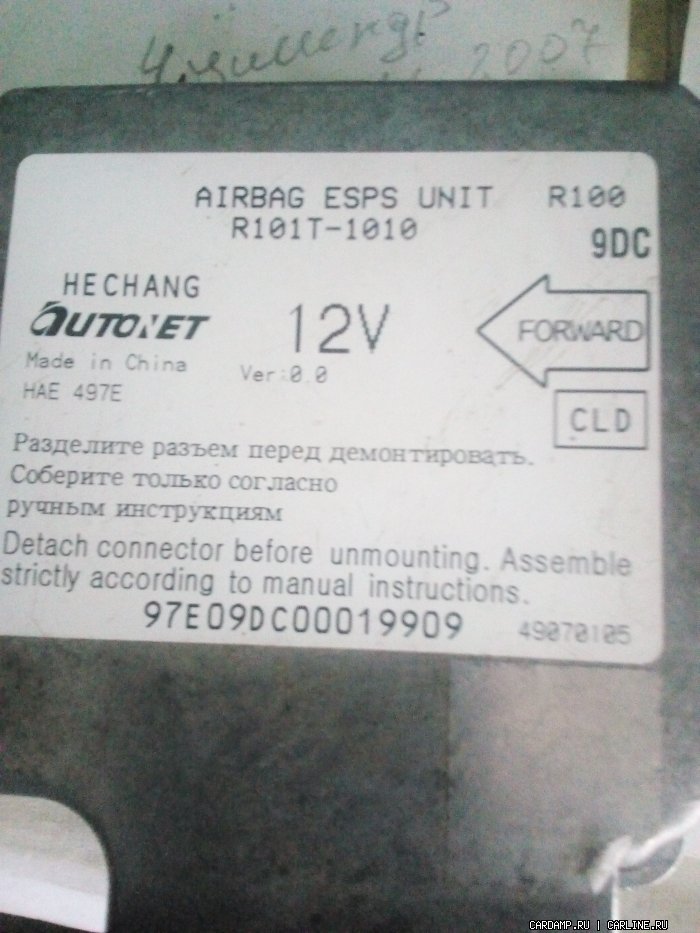 2007
AIRBAG ESPS UNIT R100
R101T-1010
9DC
HECHANG
AUTONET
12V
FORWARD
Made in China
Ver:0.0
HAE 497E
CLD
Разделите разъем перед демонтировать.
Соберите только согласно
ручным инструкциям
Detach connector before unmounting. Assemble
strictly according to manual instructions.
97E09DC00019909 49070105
CARDAMP.RU | CARLINE.RU